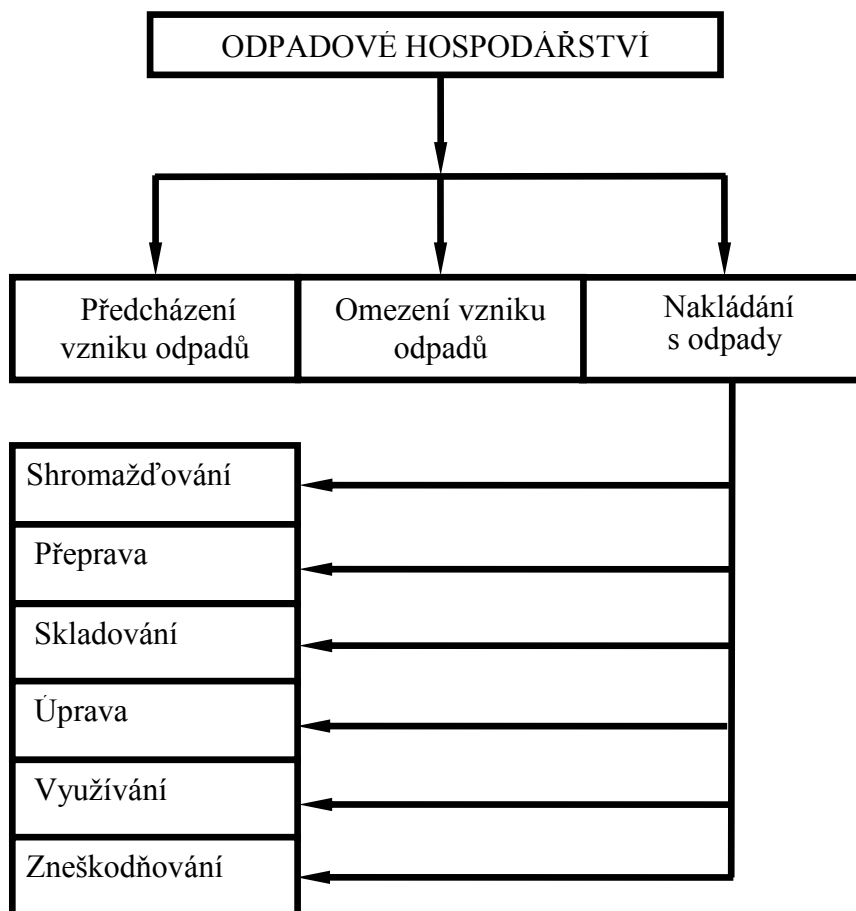 ODPADOVÉ HOSPODÁŘSTVÍ
Předcházení
vzniku odpadů
Omezení vzniku
odpadů
Nakládání
s odpady
Shromažďování
Přeprava
Skladování
Úprava
Využívání
Zneškodňování